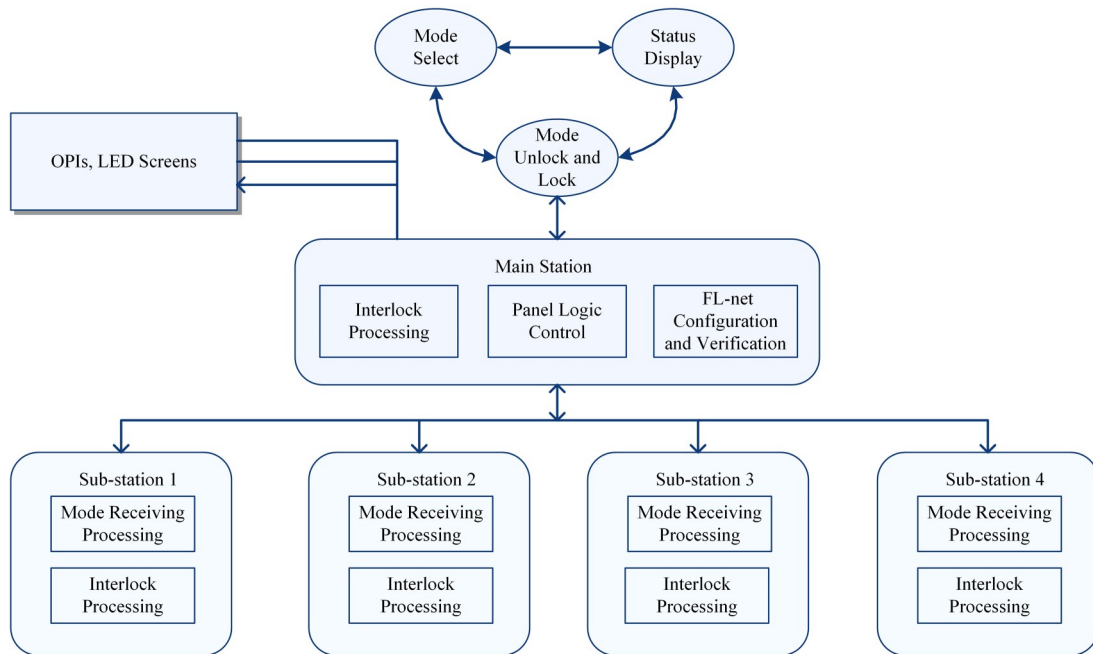 Mode
Select
Status
Display
Mode
Unlock and
Lock
OPIs, LED Screens
Main Station
Interlock
Processing
Panel Logic
Control
FL-net
Configuration
and Verification
Sub-station 1
Mode Receiving
Processing
Interlock
Processing
Sub-station 2
Mode Receiving
Processing
Interlock
Processing
Sub-station 3
Mode Receiving
Processing
Interlock
Processing
Sub-station 4
Mode Receiving
Processing
Interlock
Processing